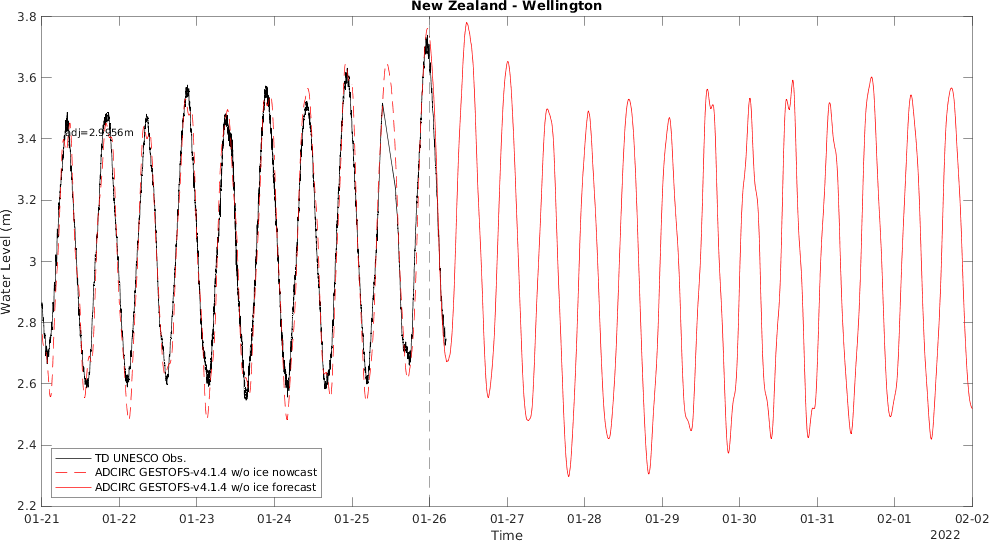 New Zealand - Wellington
3.8
3.6
3.4
3.2
3
2.8
2.6
2.4
2.2
Water Level (m)
adj=2.9956m
TD UNESCO Obs.
ADCIRC GESTOFS-v4.1.4 w/o ice nowcast
ADCIRC GESTOFS-v4.1.4 w/o ice forecast
01-21 01-22 01-23 01-24 01-25 01-26 01-27 01-28 01-29 01-30 01-31 02-01 02-02
Time
2022